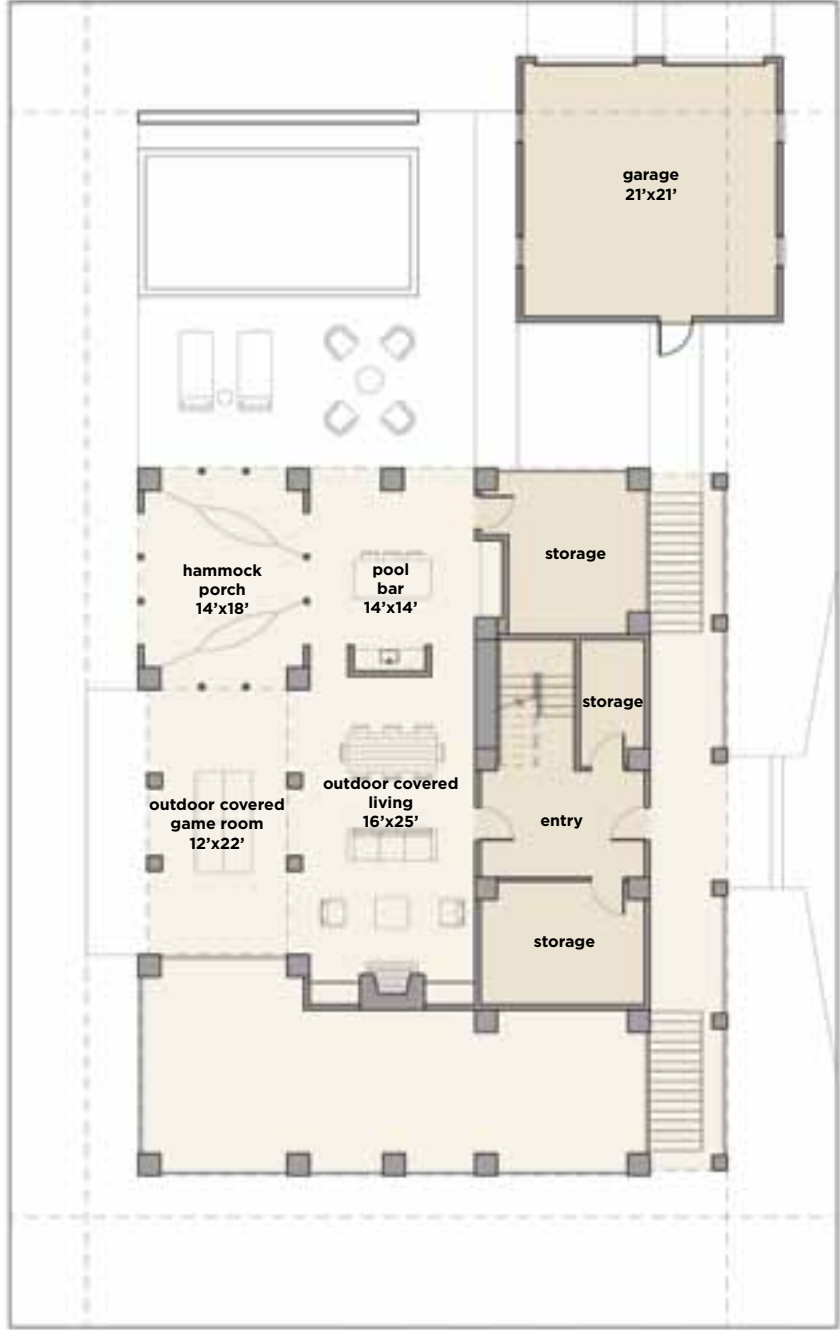 garage
21’x21’
storage
hammock
porch
14’x18’
pool
bar
14’x14’
storage
outdoor covered
living
16’x25’
outdoor covered
game room
12’x22’
entry
storage